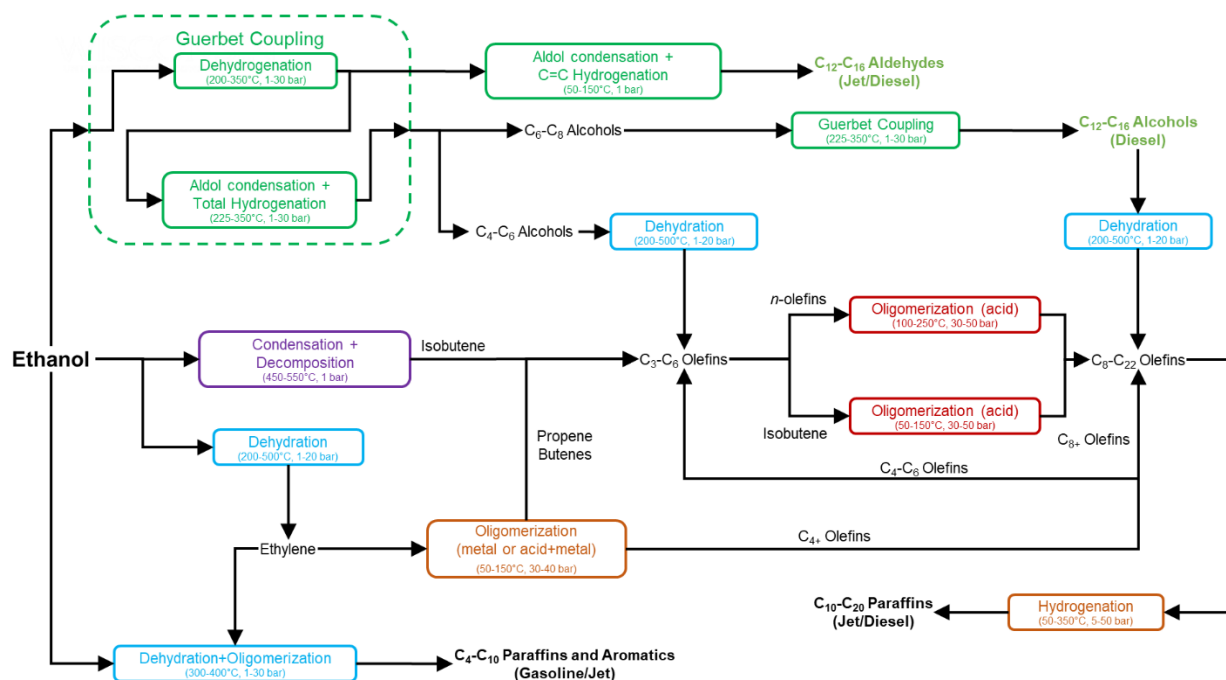 Guerbet Coupling
Dehydrogenation
(200-350°C, 1-30 bar)
Aldol condensation +
C=C Hydrogenation
(50-150°C, 1 bar)
C₁₂-C₁₆ Aldehydes
(Jet/Diesel)
C₆-C₈ Alcohols
Guerbet Coupling
(225-350°C, 1-30 bar)
C₁₂-C₁₆ Alcohols
(Diesel)
Aldol condensation +
Total Hydrogenation
(225-350°C, 1-30 bar)
C₄-C₆ Alcohols
Dehydration
(200-500°C, 1-20 bar)
Dehydration
(200-500°C, 1-20 bar)
n-olefins
Oligomerization (acid)
(100-250°C, 30-50 bar)
Ethanol
Condensation +
Decomposition
(450-550°C, 1 bar)
Isobutene
C₃-C₆ Olefins
C₈-C₂₂ Olefins
Isobutene
Oligomerization (acid)
(50-150°C, 30-50 bar)
Dehydration
(200-500°C, 1-20 bar)
Propene
Butenes
C₈₊ Olefins
C₄-C₆ Olefins
Ethylene
Oligomerization
(metal or acid+metal)
(50-150°C, 30-40 bar)
C₄₊ Olefins
C₁₀-C₂₀ Paraffins
(Jet/Diesel)
Hydrogenation
(50-350°C, 5-50 bar)
Dehydration+Oligomerization
(300-400°C, 1-30 bar)
C₄-C₁₀ Paraffins and Aromatics
(Gasoline/Jet)